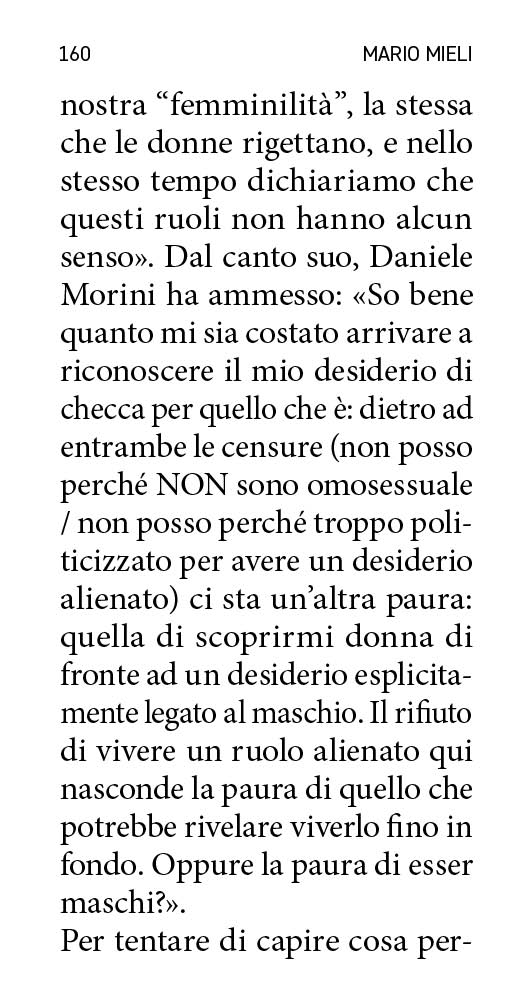 160
MARIO MIELI
nostra “femminilità”, la stessa
che le donne rigettano, e nello
stesso tempo dichiariamo che
questi ruoli non hanno alcun
senso». Dal canto suo, Daniele
Morini ha ammesso: «So bene
quanto mi sia costato arrivare a
riconoscere il mio desiderio di
checca per quello che è: dietro ad
entrambe le censure (non posso
perché NON sono omosessuale
/ non posso perché troppo poli-
ticizzato per avere un desiderio
alienato) ci sta un’altra paura:
quella di scoprirmi donna di
fronte ad un desiderio esplicita-
mente legato al maschio. Il rifiuto
di vivere un ruolo alienato qui
nasconde la paura di quello che
potrebbe rivelare viverlo fino in
fondo. Oppure la paura di esser
maschi?».
Per tentare di capire cosa per-